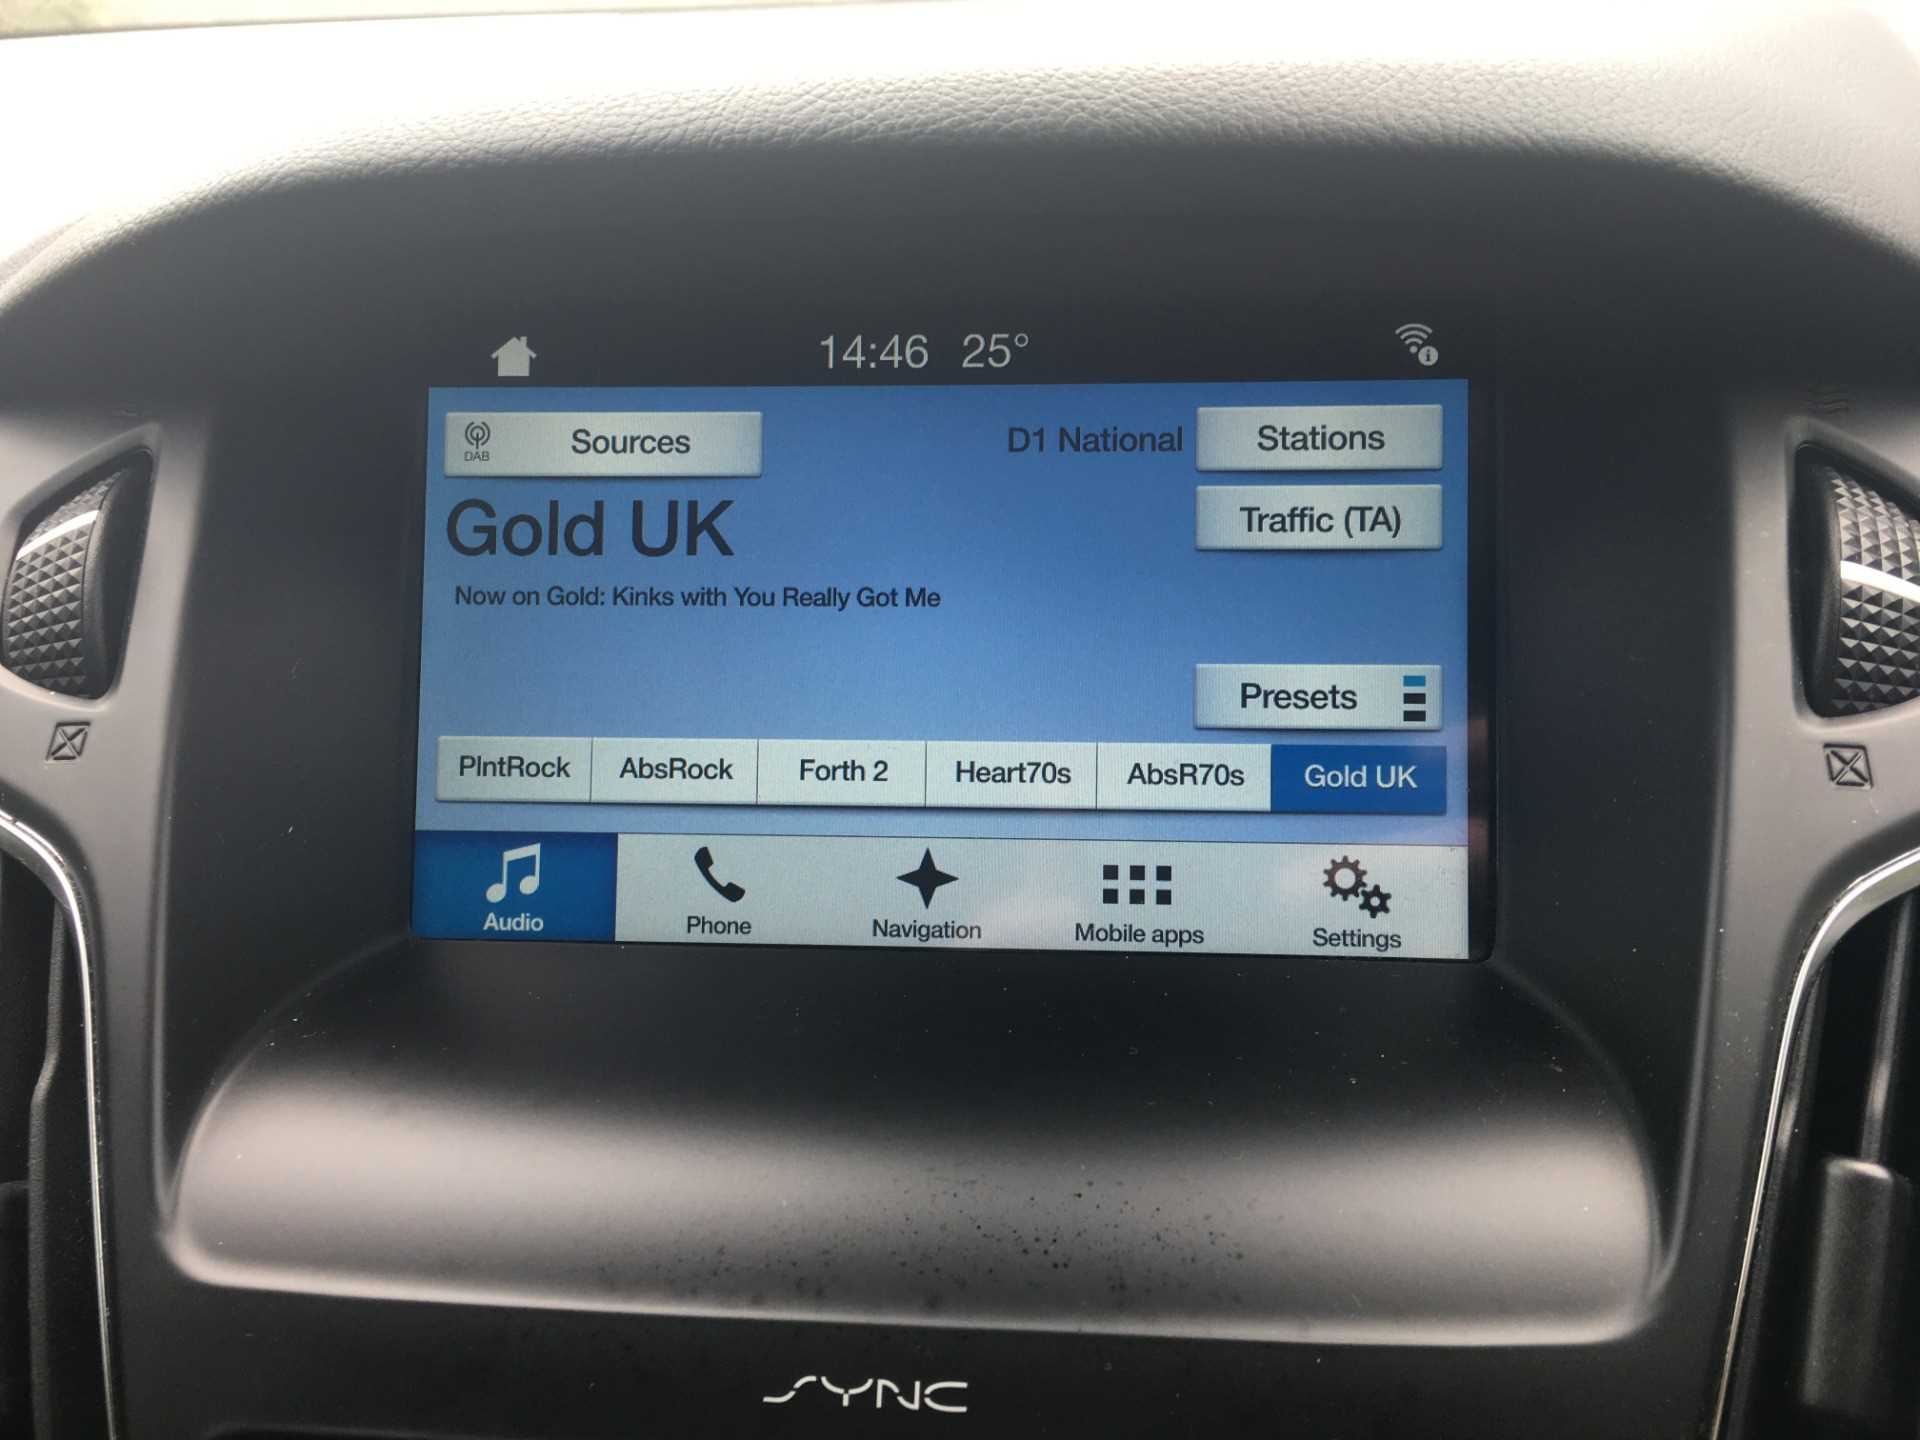 14:46 25°
DAB Sources D1 National Stations
Gold UK Traffic (TA)
Now on Gold: Kinks with You Really Got Me
Presets
PlntRock AbsRock Forth 2 Heart70s AbsR70s Gold UK
Audio Phone Navigation Mobile apps Settings
SYNC